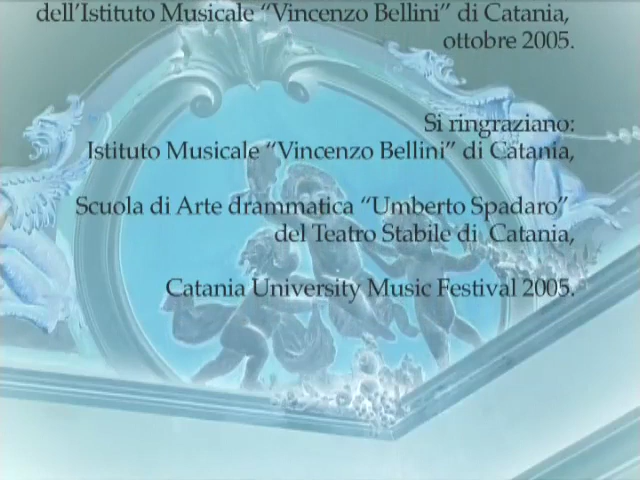 dell'Istituto Musicale “Vincenzo Bellini” di Catania,
ottobre 2005.
Si ringraziano:
Istituto Musicale “Vincenzo Bellini” di Catania,
Scuola di Arte drammatica “Umberto Spadaro”
del Teatro Stabile di Catania,
Catania University Music Festival 2005.